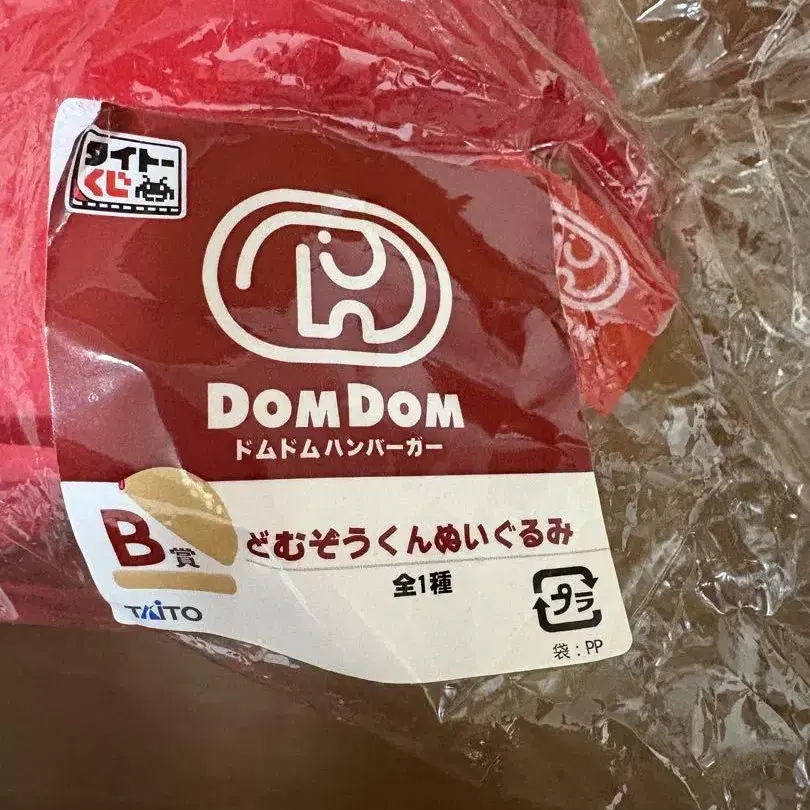 タイトー
くじ
DOMDOM
ドムドムハンバーガー
B賞
どむぞうくんぬいぐるみ
全1種
TAITO
プラ
袋:PP